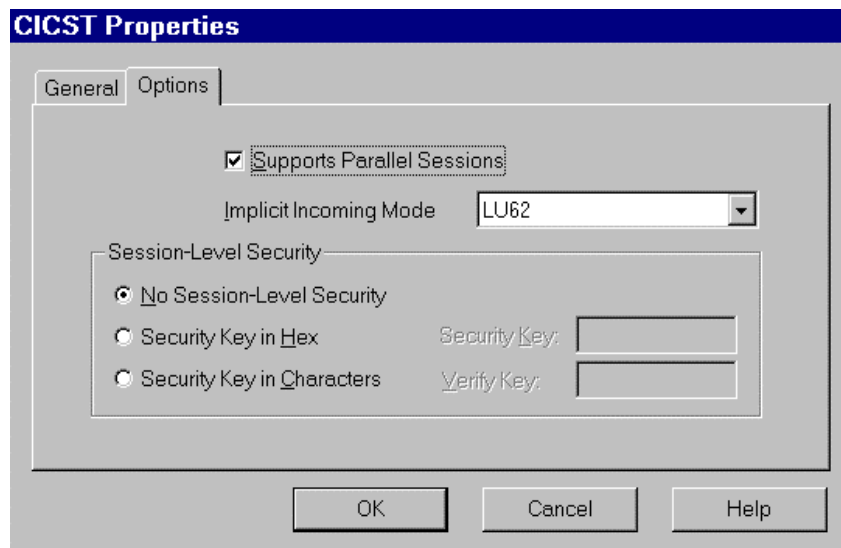 CICST Properties
General Options
Supports Parallel Sessions
Implicit Incoming Mode LU62
Session-Level Security
No Session-Level Security
Security Key in Hex Security Key:
Security Key in Characters Verify Key:
OK Cancel Help